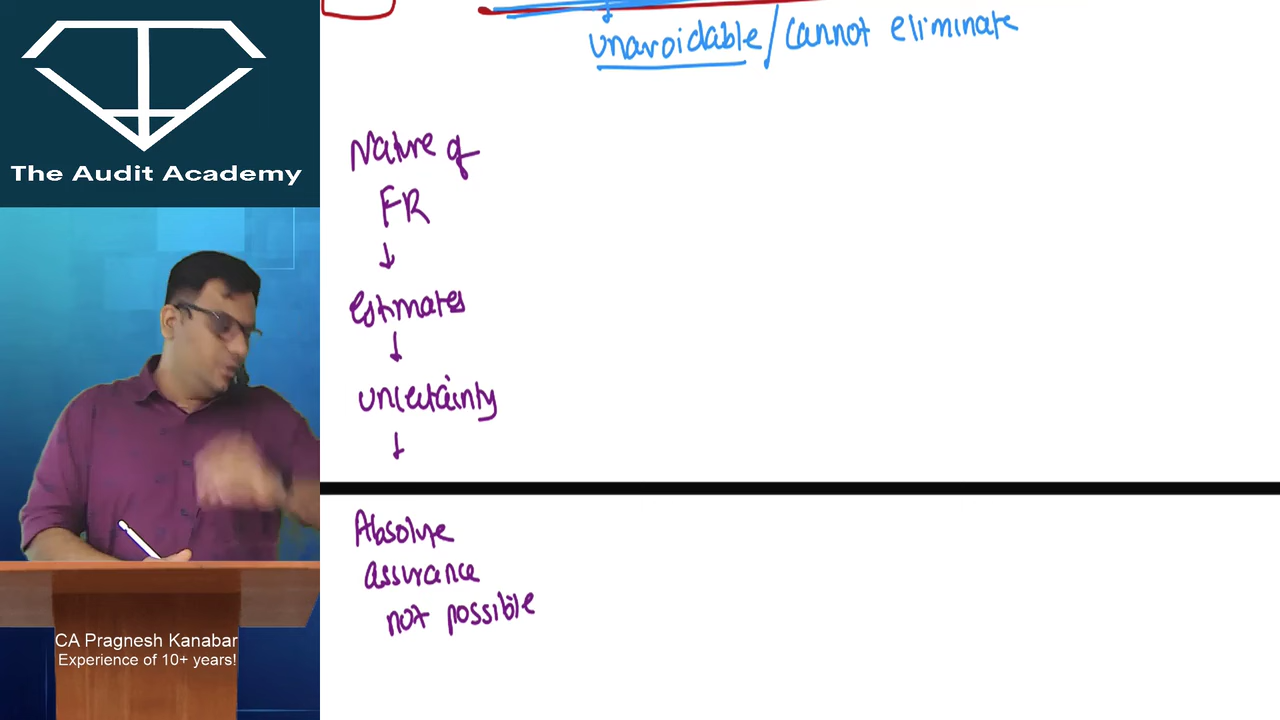 unavoidable/cannot eliminate
Nature of
FR
↓
estimates
↓
uncertainty
↓
Absolute
assurance
not possible
The Audit Academy
CA Pragnesh Kanabar
Experience of 10+ years!